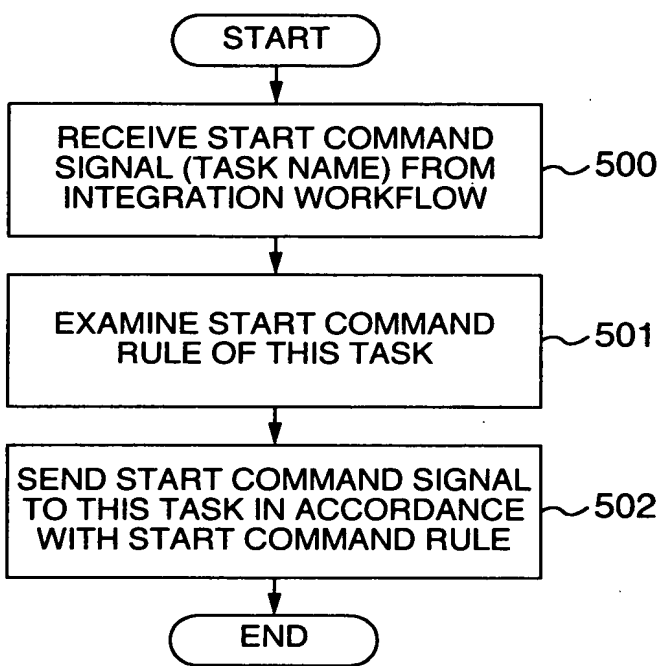 START
RECEIVE START COMMAND
SIGNAL (TASK NAME) FROM
INTEGRATION WORKFLOW
500
EXAMINE START COMMAND
RULE OF THIS TASK
501
SEND START COMMAND SIGNAL
TO THIS TASK IN ACCORDANCE
WITH START COMMAND RULE
502
END